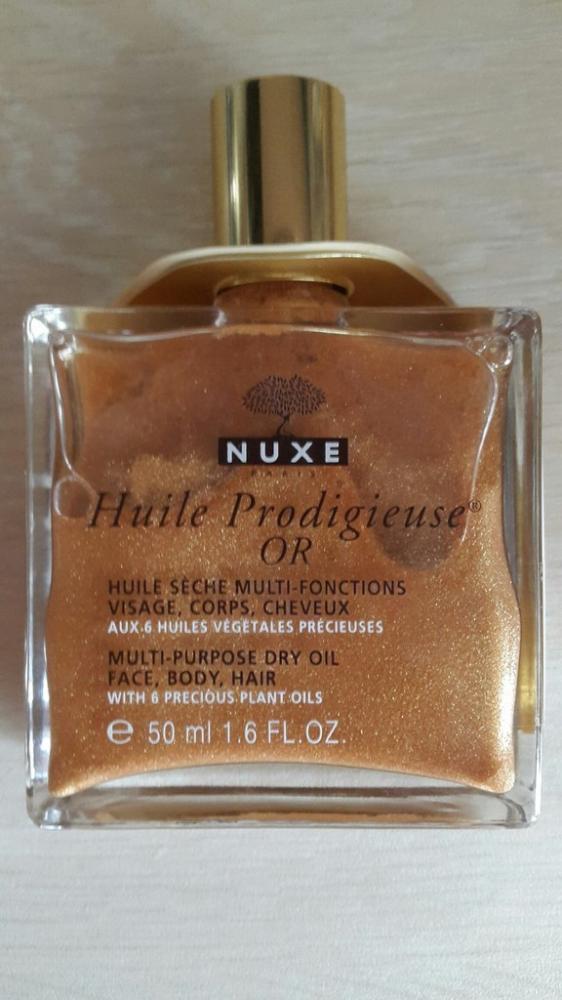 NUXE
PARIS
Huile Prodigieuse®
OR
HUILE SÈCHE MULTI-FONCTIONS
VISAGE, CORPS, CHEVEUX
AUX 6 HUILES VÉGÉTALES PRÉCIEUSES
MULTI-PURPOSE DRY OIL
FACE, BODY, HAIR
WITH 6 PRECIOUS PLANT OILS
℮ 50 ml 1.6 FL.OZ.